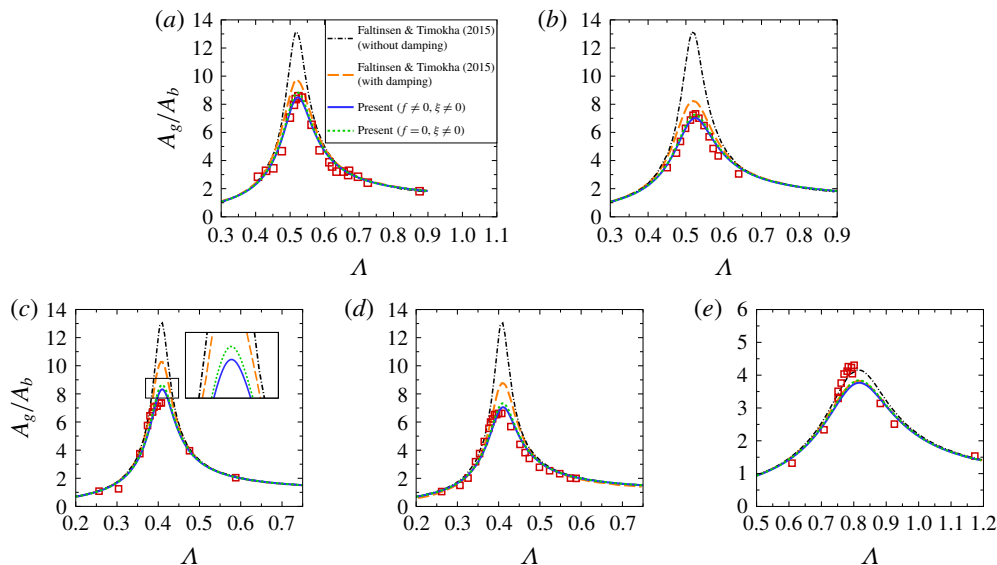 (a)
14
12
10
8
6
4
2
0
A_g/A_b
0.3 0.4 0.5 0.6 0.7 0.8 0.9 1.0 1.1
Λ
Faltinsen & Timokha (2015)
(without damping)
Faltinsen & Timokha (2015)
(with damping)
Present (f ≠ 0, ξ ≠ 0)
Present (f = 0, ξ ≠ 0)
(b)
14
12
10
8
6
4
2
0
0.3 0.4 0.5 0.6 0.7 0.8 0.9
Λ
(c)
14
12
10
8
6
4
2
0
A_g/A_b
0.2 0.3 0.4 0.5 0.6 0.7
Λ
(d)
14
12
10
8
6
4
2
0
0.2 0.3 0.4 0.5 0.6 0.7
Λ
(e)
6
5
4
3
2
1
0
0.5 0.6 0.7 0.8 0.9 1.0 1.1 1.2
Λ